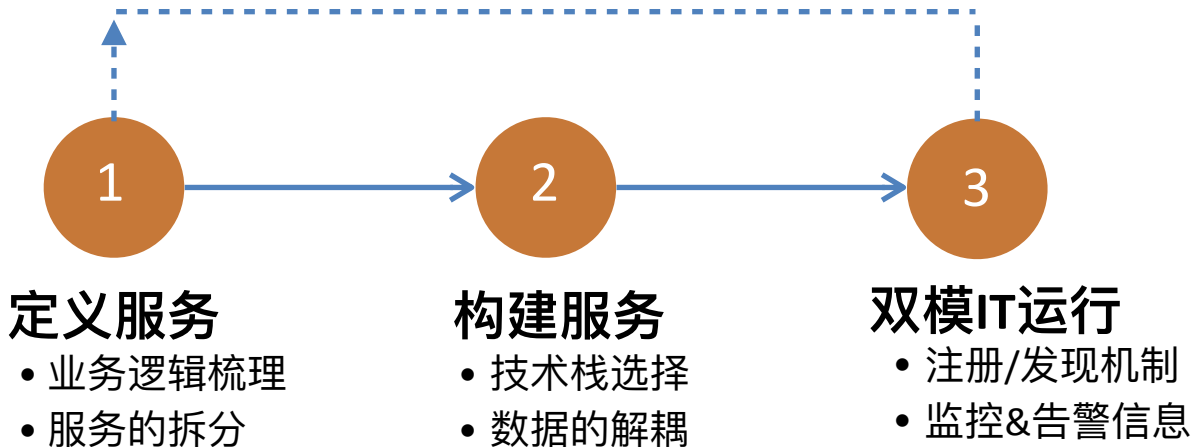 1
2
3
定义服务
• 业务逻辑梳理
• 服务的拆分
构建服务
• 技术栈选择
• 数据的解耦
双模IT运行
• 注册/发现机制
• 监控&告警信息